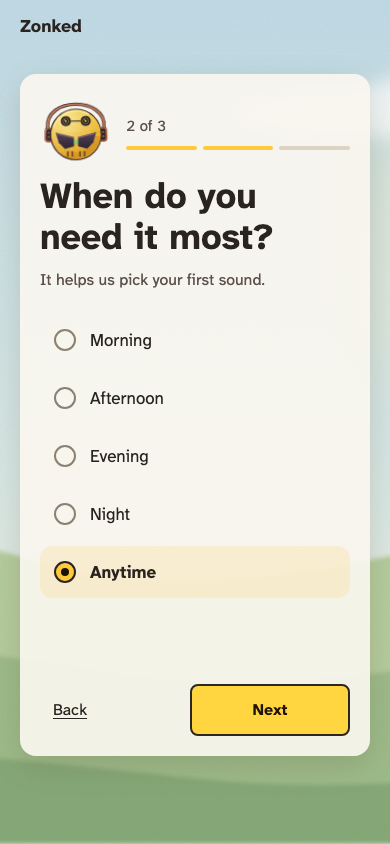 Zonked
2 of 3
When do you
need it most?
It helps us pick your first sound.
Morning
Afternoon
Evening
Night
Anytime
Back
Next